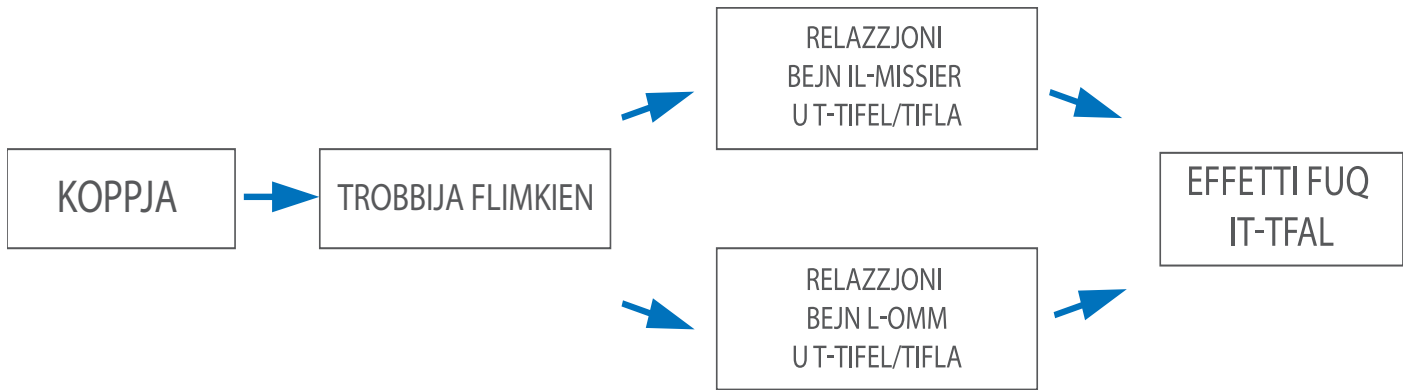 KOPPJA
TROBBIJA FLIMKIEN
RELAZZJONI
BEJN IL-MISSIER
U T-TIFEL/TIFLA
RELAZZJONI
BEJN L-OMM
U T-TIFEL/TIFLA
EFFETTI FUQ
IT-TFAL